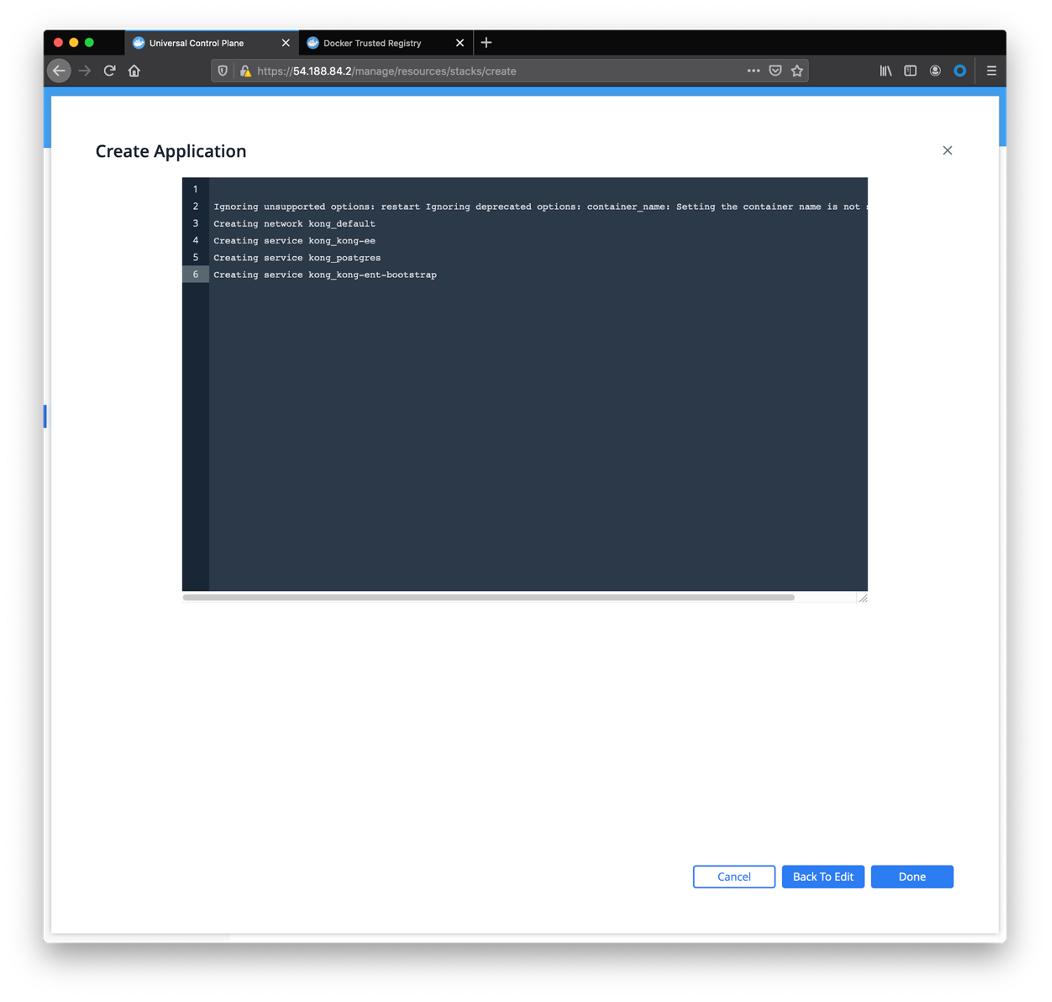 Universal Control Plane
Docker Trusted Registry
https://54.188.84.2/manage/resources/stacks/create
Create Application
1
2 Ignoring unsupported options: restart Ignoring deprecated options: container_name: Setting the container name is not
3 Creating network kong_default
4 Creating service kong_kong-ee
5 Creating service kong_postgres
6 Creating service kong_kong-ent-bootstrap
Cancel
Back To Edit
Done